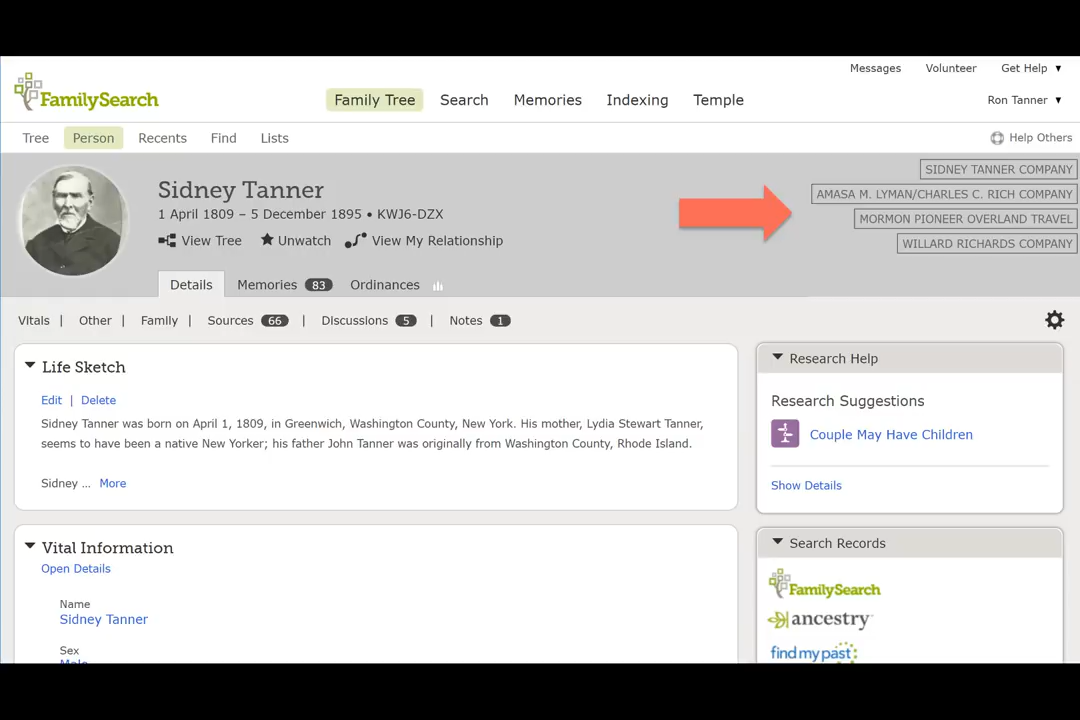 Messages Volunteer Get Help
FamilySearch
Family Tree Search Memories Indexing Temple
Ron Tanner
Tree Person Recents Find Lists
Help Others
SIDNEY TANNER COMPANY
AMASA M. LYMAN/CHARLES C. RICH COMPANY
MORMON PIONEER OVERLAND TRAVEL
WILLARD RICHARDS COMPANY
Sidney Tanner
1 April 1809 – 5 December 1895 • KWJ6-DZX
View Tree Unwatch View My Relationship
Details Memories 83 Ordinances
Vitals | Other | Family | Sources 66 | Discussions 5 | Notes 1
Life Sketch
Edit | Delete
Sidney Tanner was born on April 1, 1809, in Greenwich, Washington County, New York. His mother, Lydia Stewart Tanner,
seems to have been a native New Yorker; his father John Tanner was originally from Washington County, Rhode Island.
Sidney ... More
Vital Information
Open Details
Name
Sidney Tanner
Sex
Male
Research Help
Research Suggestions
Couple May Have Children
Show Details
Search Records
FamilySearch
ancestry
findmypast